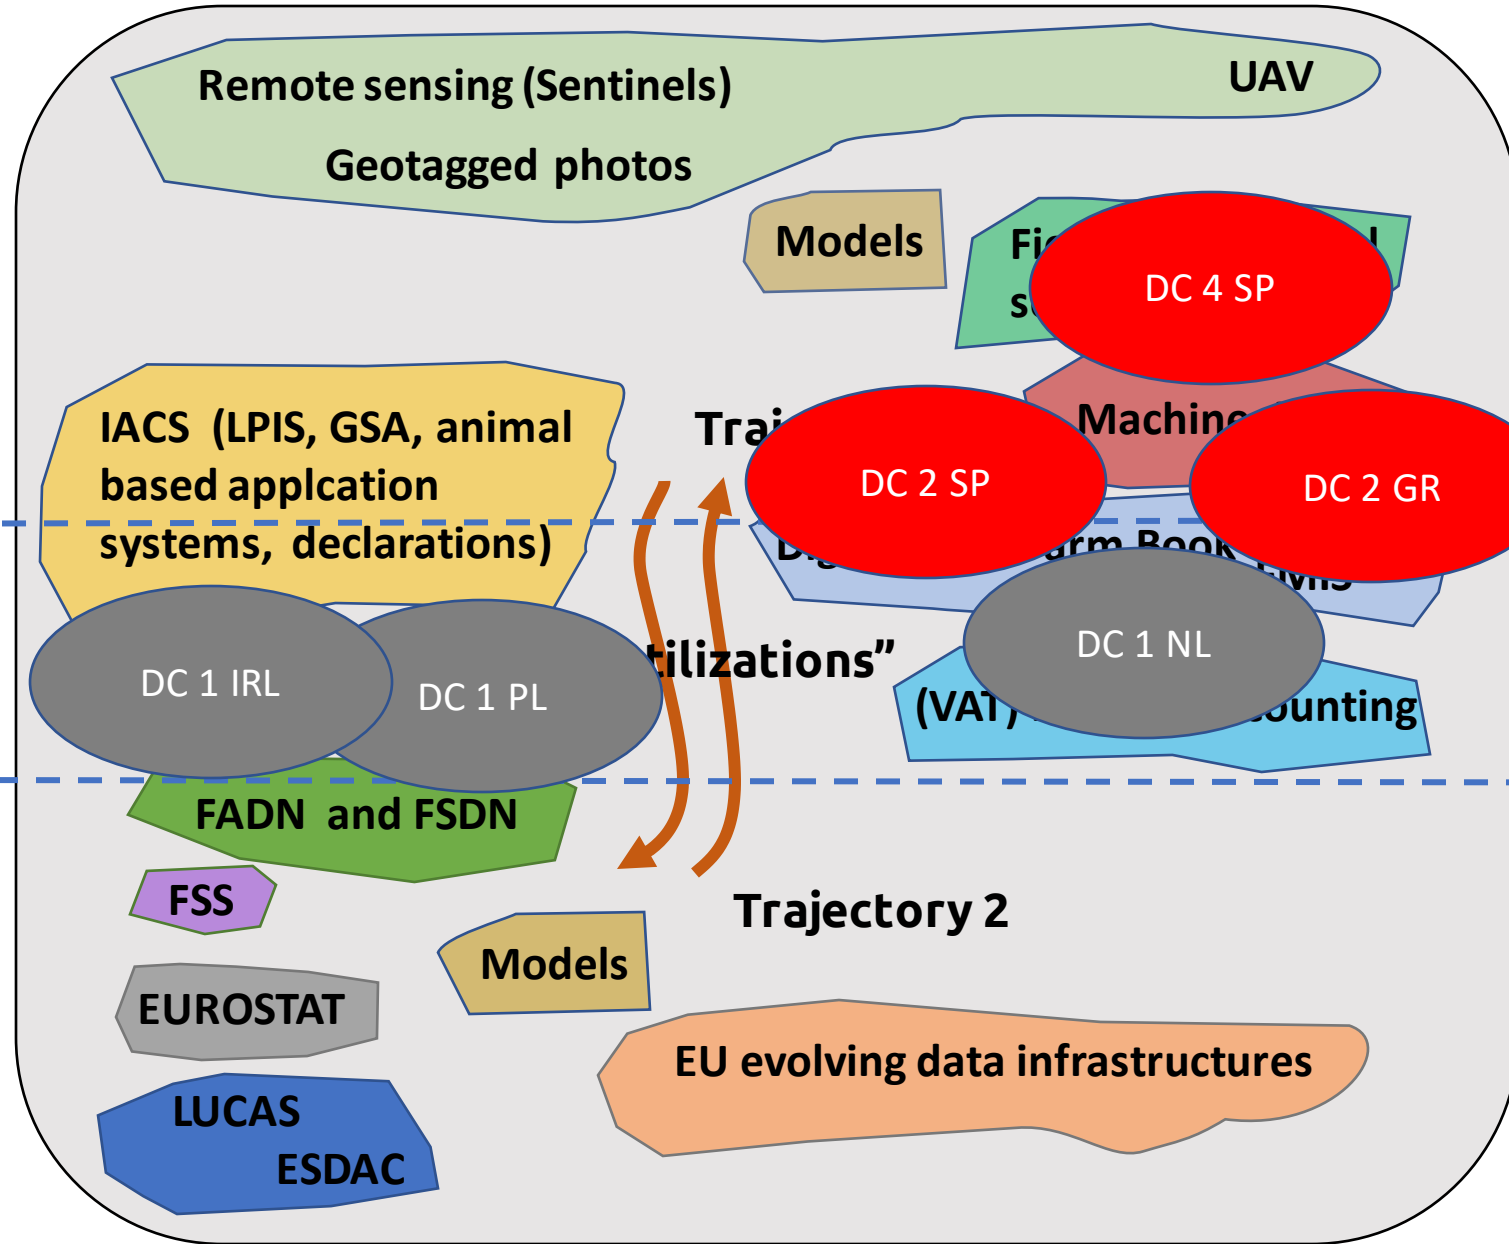 Remote sensing (Sentinels)
UAV
Geotagged photos
Models
DC 4 SP
IACS (LPIS, GSA, animal
based applcation
systems, declarations)
Machine
DC 2 SP
DC 2 GR
arm Book
DC 1 IRL
DC 1 PL
tilizations”
DC 1 NL
(VAT)
ounting
FADN and FSDN
FSS
Trajectory 2
Models
EUROSTAT
EU evolving data infrastructures
LUCAS
ESDAC